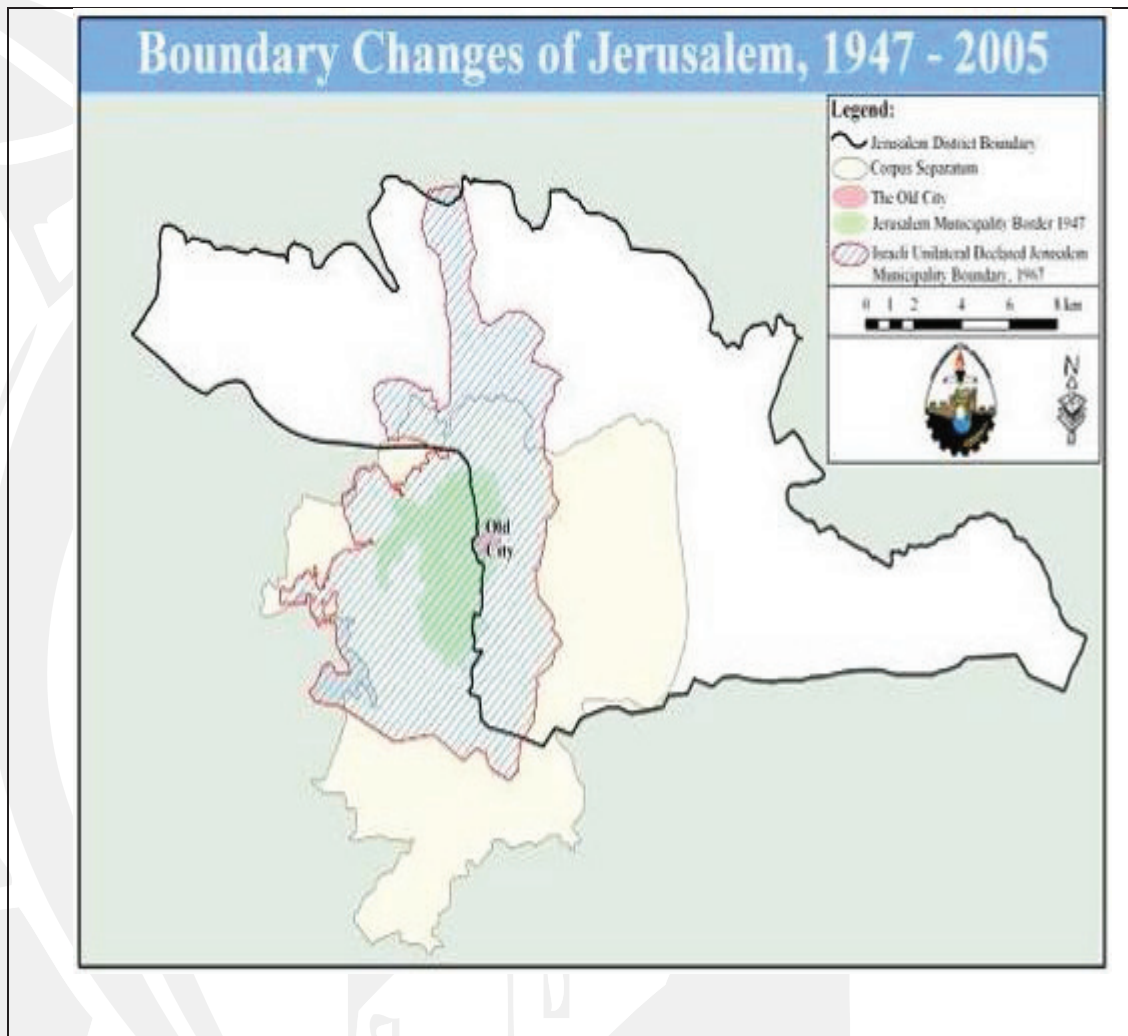 Boundary Changes of Jerusalem, 1947 - 2005
Legend:
Jerusalem District Boundary
Corpus Separatum
The Old City
Jerusalem Municipality Border 1947
Israeli Unilateral Declared Jerusalem
Municipality Boundary, 1967
0 1 2 4 6 8 km
N
Old
City